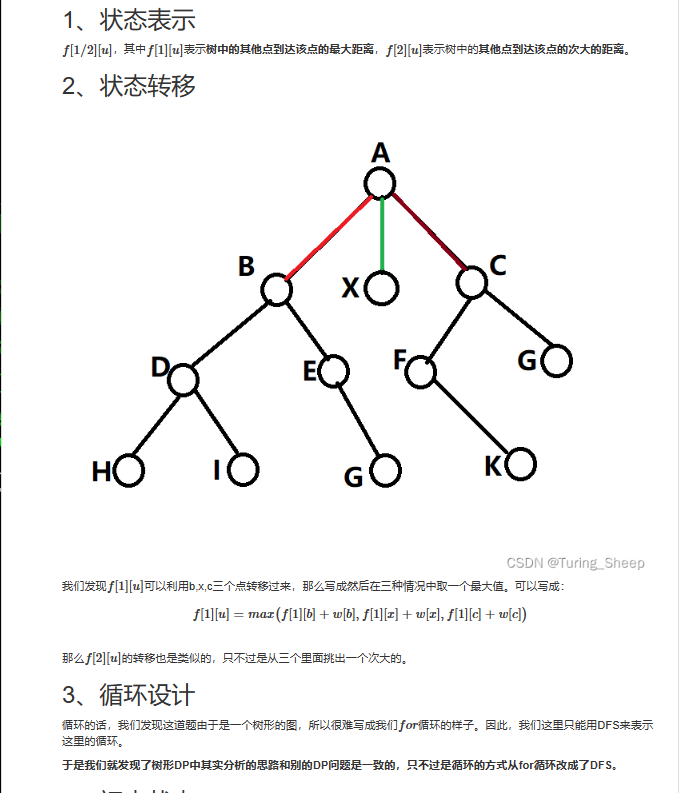 1、状态表示
f[1/2][u]，其中f[1][u]表示树中的其他点到达该点的最大距离，f[2][u]表示树中的其他点到达该点的次大的距离。
2、状态转移
A
B
X
C
D
E
F
G
H
I
G
K
CSDN @Turing_Sheep
我们发现f[1][u]可以利用b,x,c三个点转移过来，那么写成然后在三种情况中取一个最大值。可以写成：
f[1][u] = max(f[1][b] + w[b], f[1][x] + w[x], f[1][c] + w[c])
那么f[2][u]的转移也是类似的，只不过是从三个里面挑出一个次大的。
3、循环设计
循环的话，我们发现这道题由于是一个树形的图，所以很难写成我们for循环的样子。因此，我们这里只能用DFS来表示
这里的循环。
于是我们就发现了树形DP中其实分析的思路和别的DP问题是一致的，只不过是循环的方式从for循环改成了DFS。